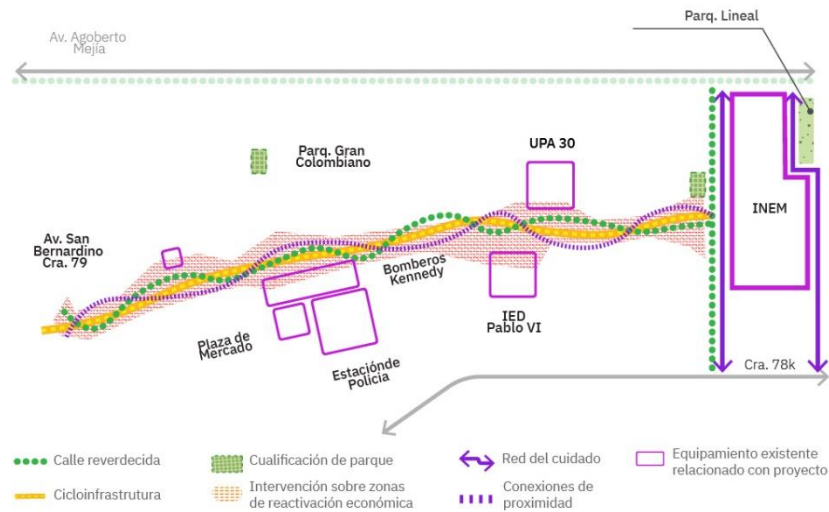 Parq. Lineal
Av. Agoberto
Mejía
UPA 30
Parq. Gran
Colombiano
INEM
Av. San
Bernardino
Cra. 79
Bomberos
Kennedy
IED
Pablo VI
Plaza de
Mercado
Estaciónde
Policia
Cra. 78k
Calle reverdecida
Cualificación de parque
Red del cuidado
Equipamiento existente
relacionado con proyecto
Cicloinfrastrutura
Intervención sobre zonas
de reactivación económica
Conexiones de
proximidad